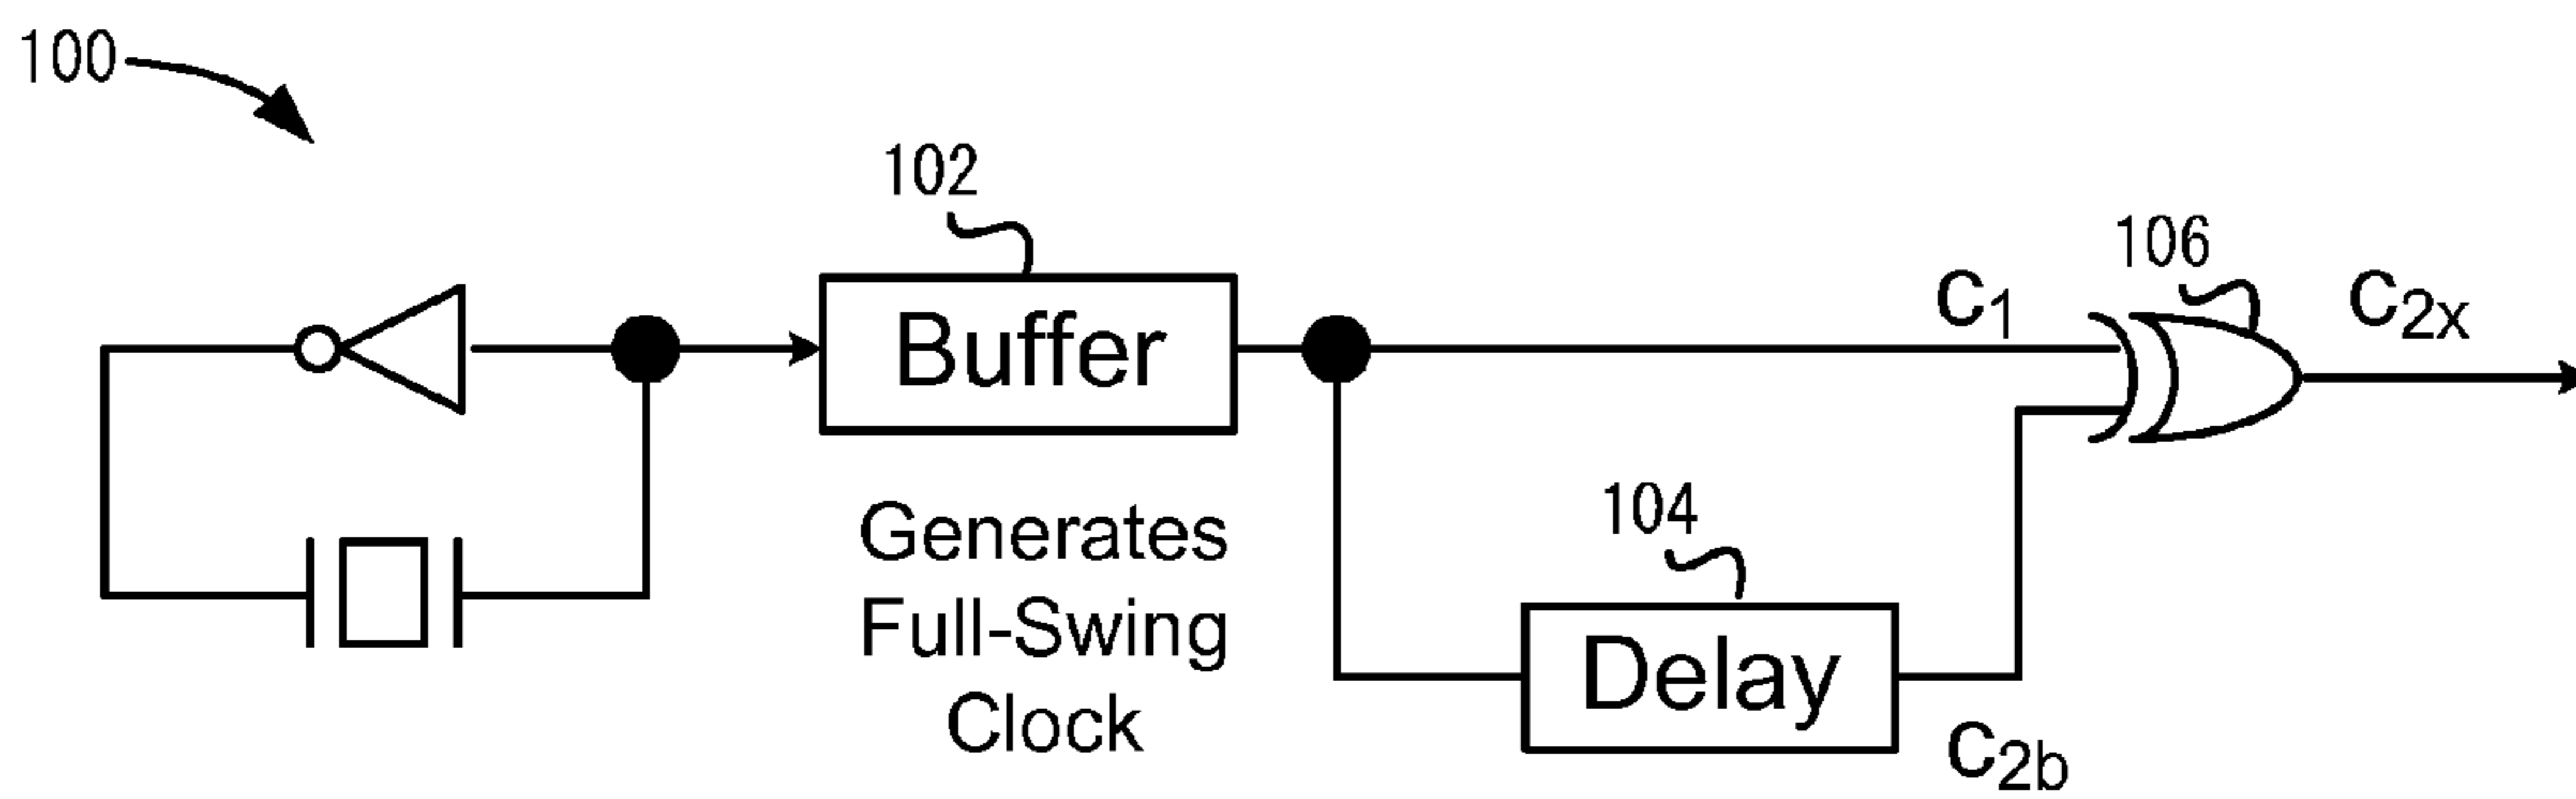 100
102
106
c1
c2x
Buffer
Generates
Full-Swing
Clock
104
Delay
c2b